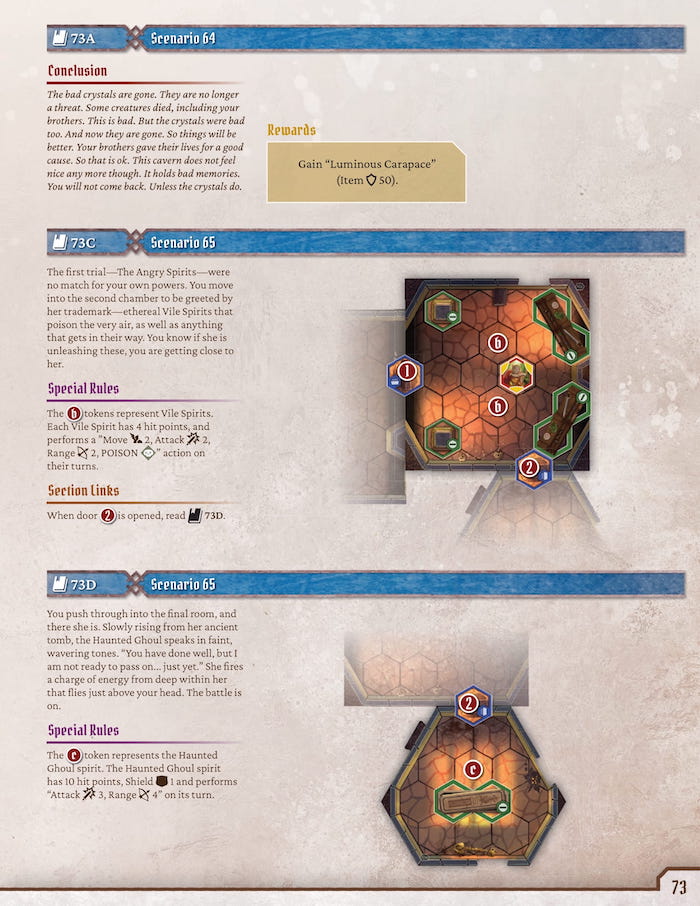 73A Scenario 64
Conclusion
The bad crystals are gone. They are no longer
a threat. Some creatures died, including your
brothers. This is bad. But the crystals were bad
too. And now they are gone. So things will be
better. Your brothers gave their lives for a good
cause. So that is ok. This cavern does not feel
nice any more though. It holds bad memories.
You will not come back. Unless the crystals do.
Rewards
Gain “Luminous Carapace”
(Item 50).
73C Scenario 65
The first trial—The Angry Spirits—were
no match for your own powers. You move
into the second chamber to be greeted by
her trademark—ethereal Vile Spirits that
poison the very air, as well as anything
that gets in their way. You know if she is
unleashing these, you are getting close to
her.
Special Rules
The b tokens represent Vile Spirits.
Each Vile Spirit has 4 hit points, and
performs a "Move 2, Attack 2,
Range 2, POISON " action on
their turns.
Section Links
When door 2 is opened, read 73D.
b
1
b
2
73D Scenario 65
You push through into the final room, and
there she is. Slowly rising from her ancient
tomb, the Haunted Ghoul speaks in faint,
wavering tones. “You have done well, but I
am not ready to pass on... just yet.” She fires
a charge of energy from deep within her
that flies just above your head. The battle is
on.
Special Rules
The c token represents the Haunted
Ghoul spirit. The Haunted Ghoul spirit
has 10 hit points, Shield 1 and performs
“Attack 3, Range 4” on its turn.
2
c
73